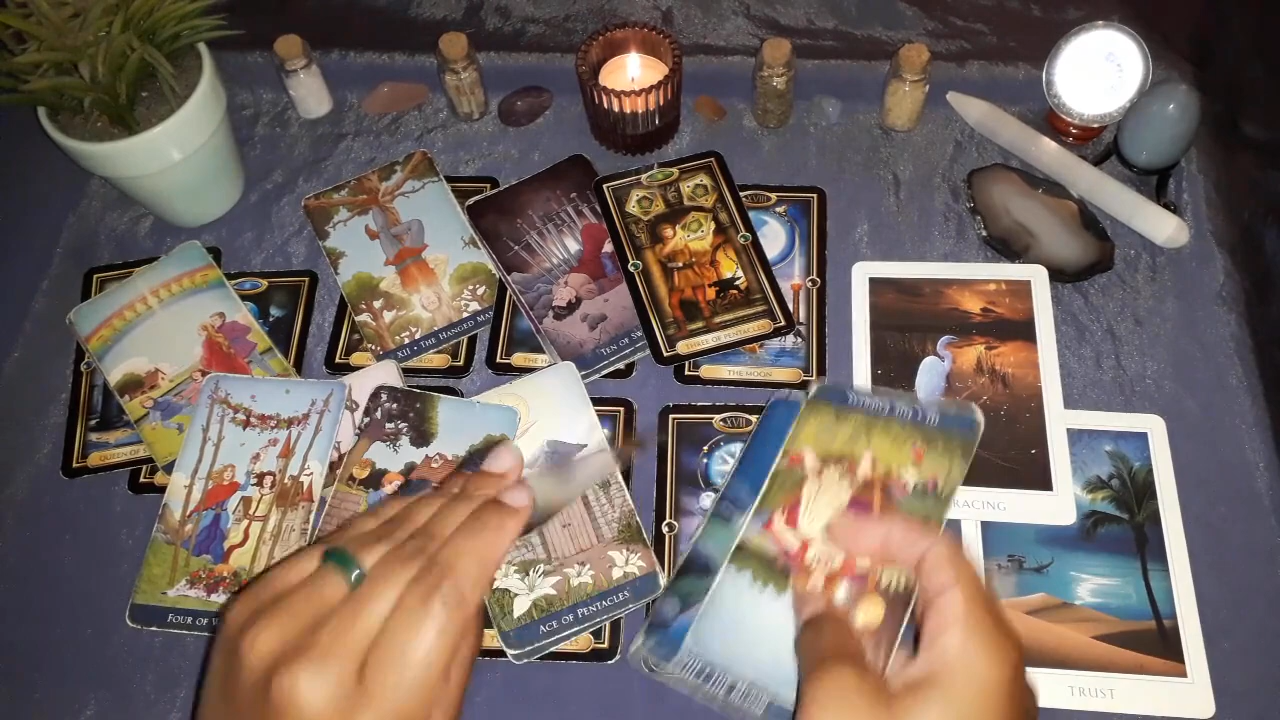 XVIII
XII • THE HANGED MAN
TEN OF SW
THREE OF PENTACLES
THE MOON
QUEEN OF S
XVII
RACING
FOUR OF W
ACE OF PENTACLES
TRUST